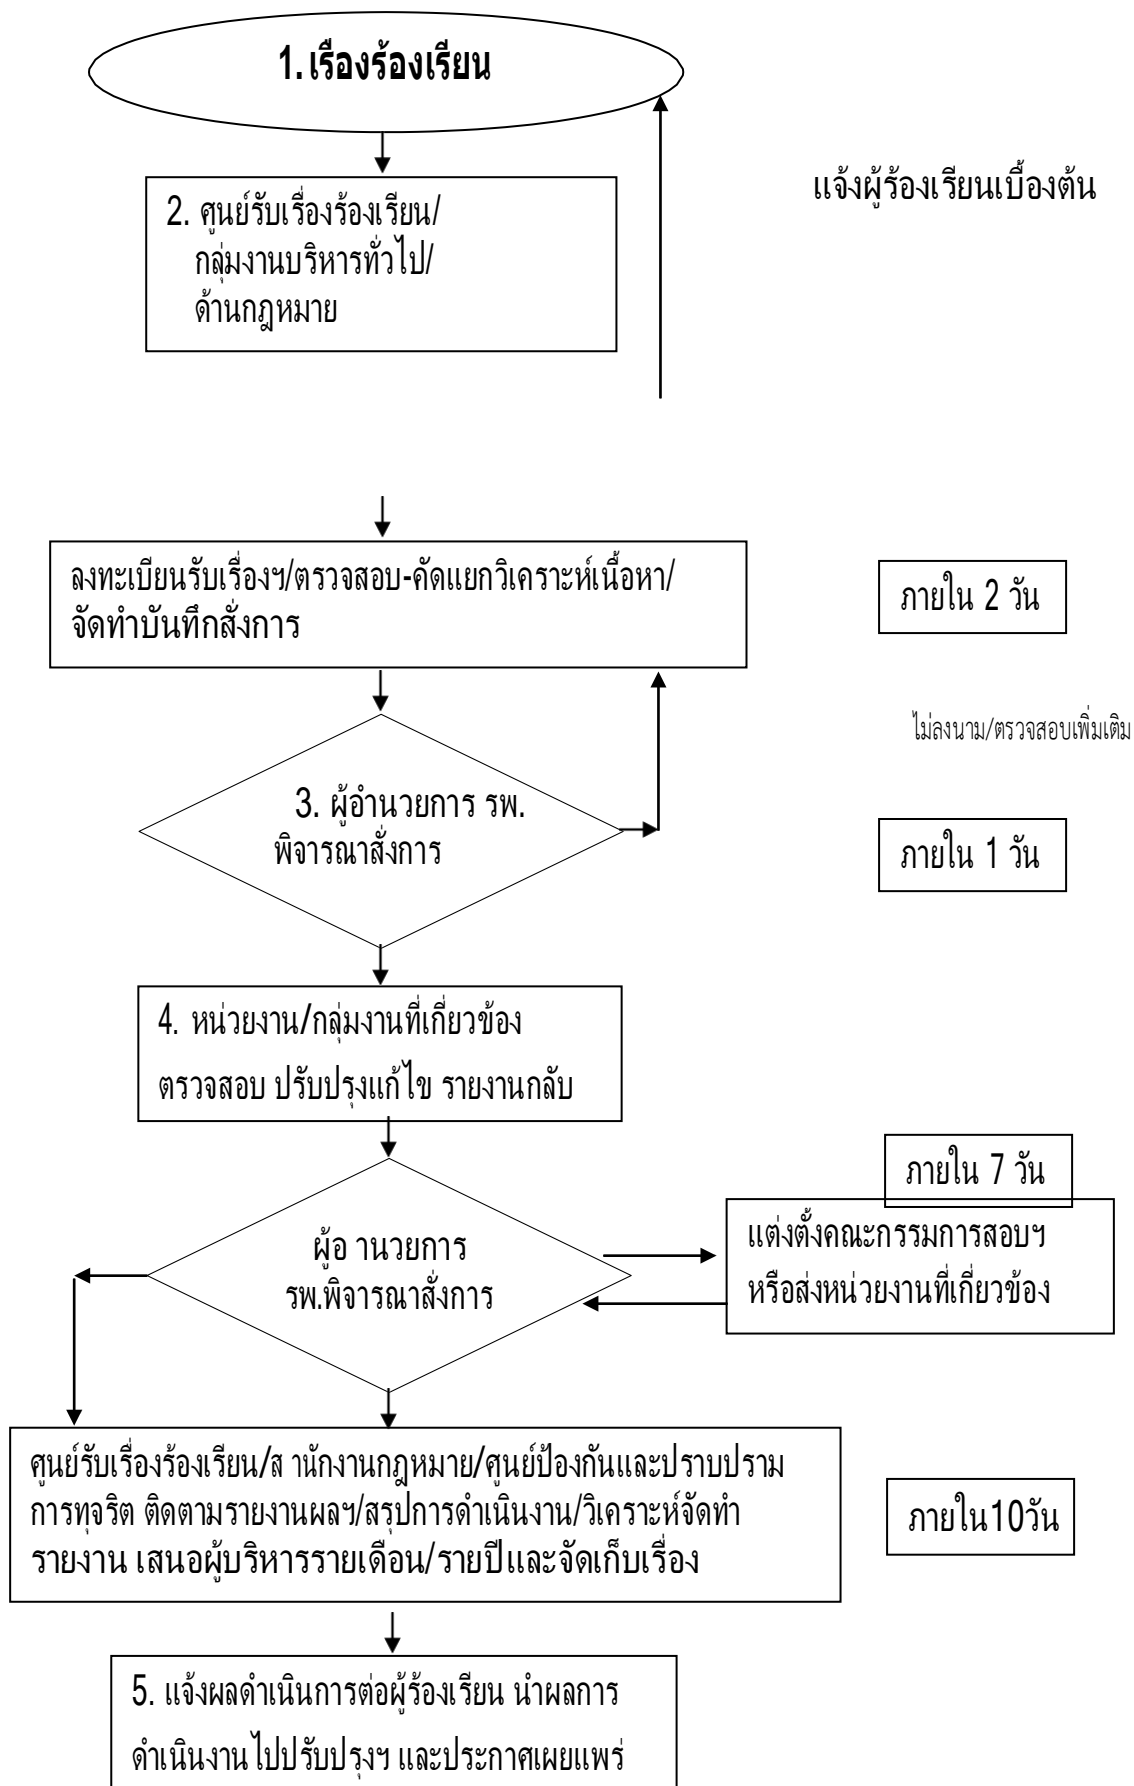 1. เรื่องร้องเรียน
แจ้งผู้ร้องเรียนเบื้องต้น
2. ศูนย์รับเรื่องร้องเรียน/
กลุ่มงานบริหารทั่วไป/
ด้านกฎหมาย
ลงทะเบียนรับเรื่องฯ/ตรวจสอบ-คัดแยกวิเคราะห์เนื้อหา/
จัดทำบันทึกสั่งการ
ภายใน 2 วัน
ไม่ลงนาม/ตรวจสอบเพิ่มเติม
3. ผู้อำนวยการ รพ.
พิจารณาสั่งการ
ภายใน 1 วัน
4. หน่วยงาน/กลุ่มงานที่เกี่ยวข้อง
ตรวจสอบ ปรับปรุงแก้ไข รายงานกลับ
ภายใน 7 วัน
ผู้อ านวยการ
รพ.พิจารณาสั่งการ
แต่งตั้งคณะกรรมการสอบฯ
หรือส่งหน่วยงานที่เกี่ยวข้อง
ศูนย์รับเรื่องร้องเรียน/ส านักงานกฎหมาย/ศูนย์ป้องกันและปราบปราม
การทุจริต ติดตามรายงานผลฯ/สรุปการดำเนินงาน/วิเคราะห์จัดทำ
รายงาน เสนอผู้บริหารรายเดือน/รายปีและจัดเก็บเรื่อง
ภายใน10วัน
5. แจ้งผลดำเนินการต่อผู้ร้องเรียน นำผลการ
ดำเนินงานไปปรับปรุงฯ และประกาศเผยแพร่